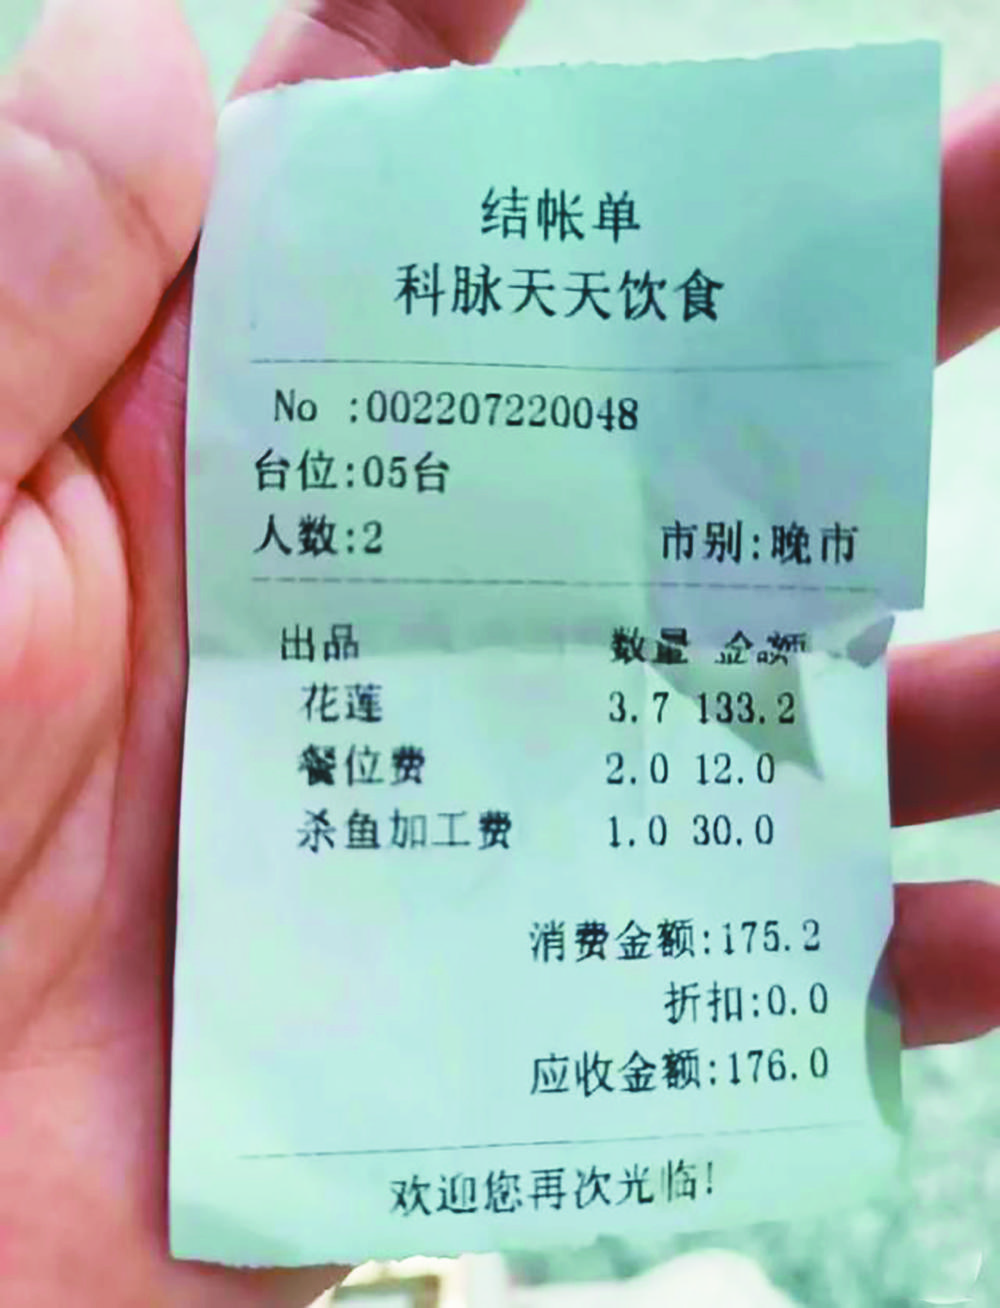 结帐单
科脉天天饮食
No :002207220048
台位:05台
人数:2 市别:晚市
出品 数量 金额
花莲 3.7 133.2
餐位费 2.0 12.0
杀鱼加工费 1.0 30.0
消费金额:175.2
折扣:0.0
应收金额:176.0
欢迎您再次光临!